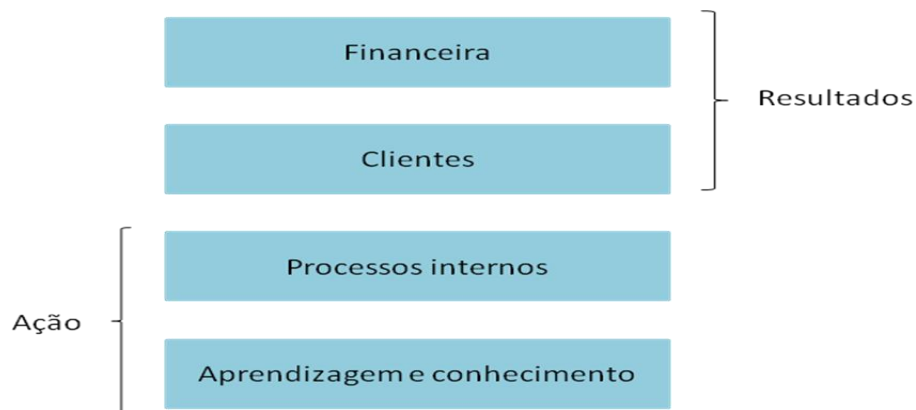 Financeira
Resultados
Clientes
Processos internos
Ação
Aprendizagem e conhecimento